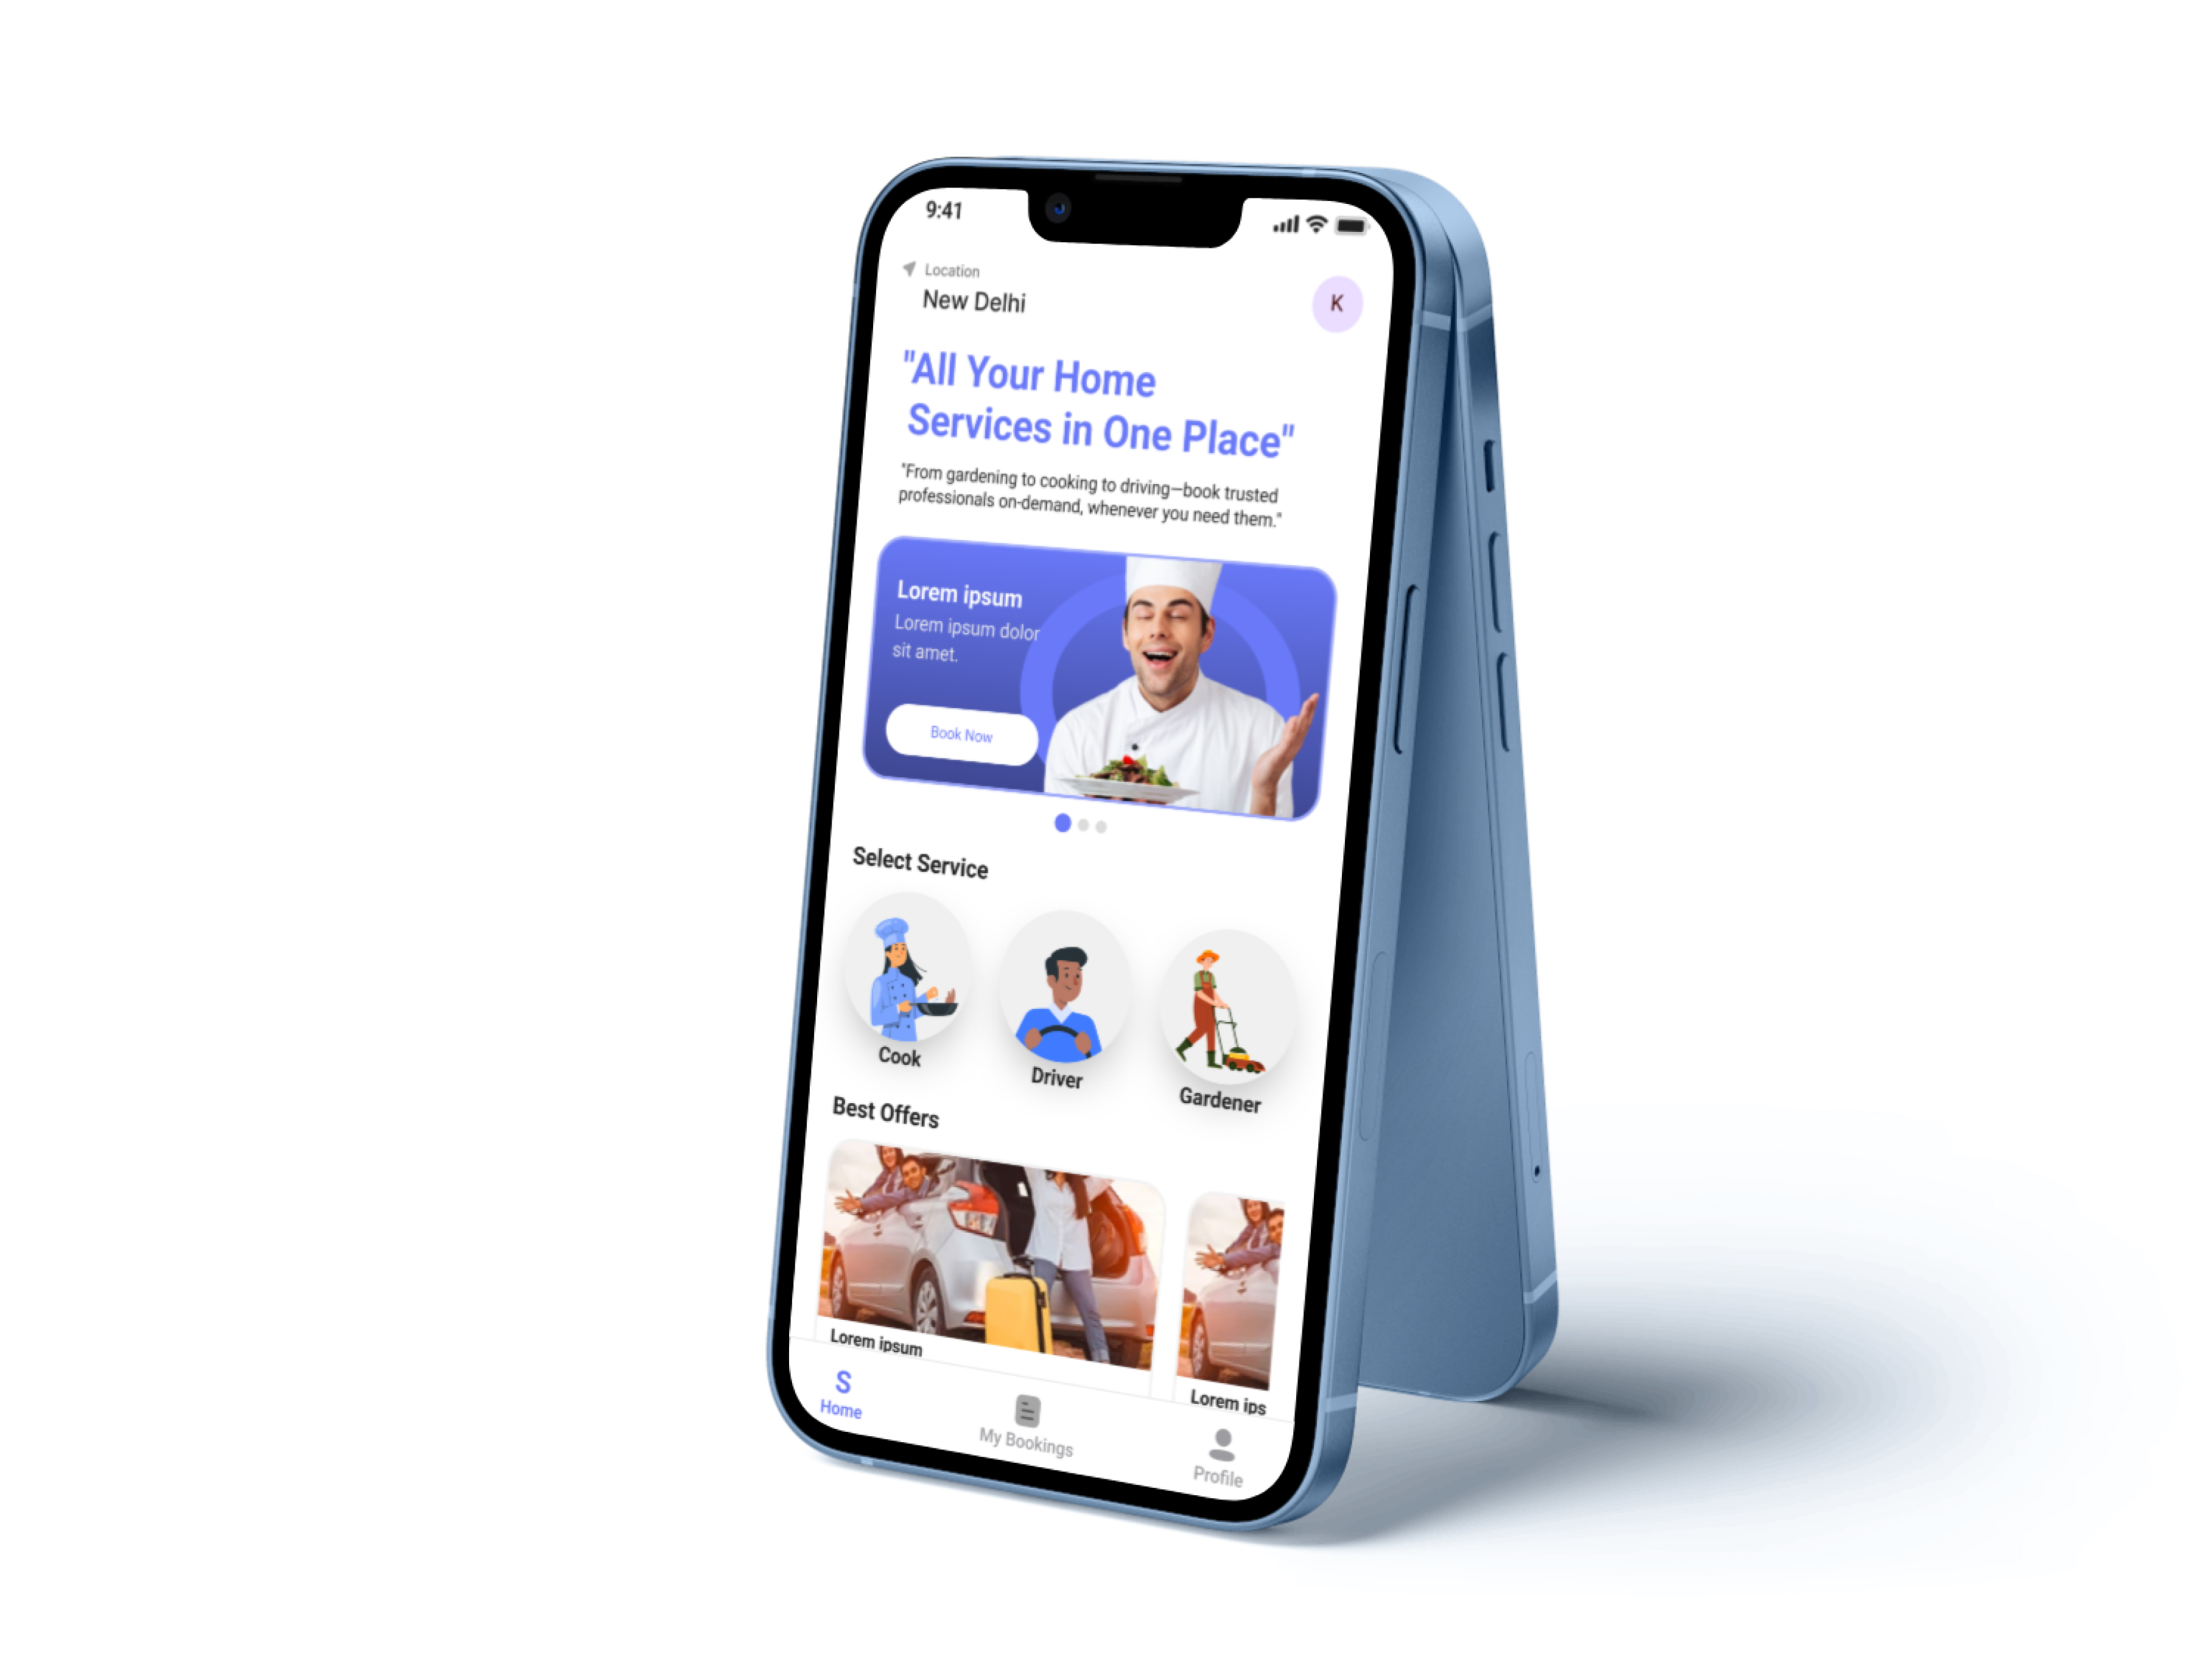 9:41
Location
New Delhi
K
"All Your Home
Services in One Place"
"From gardening to cooking to driving—book trusted
professionals on-demand, whenever you need them."
Lorem ipsum
Lorem ipsum dolor
sit amet.
Book Now
Select Service
Cook
Driver
Gardener
Best Offers
Lorem ipsum
Lorem ips
S
Home
My Bookings
Profile